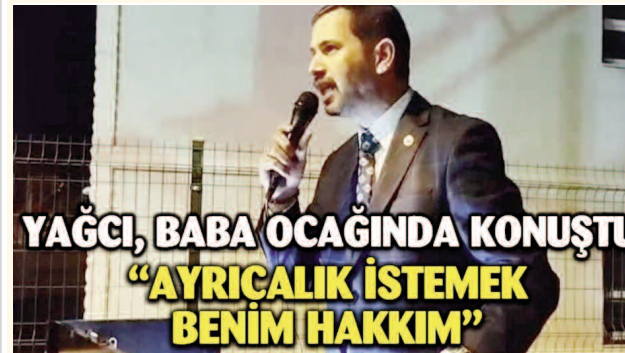 YAĞCI, BABA OCAĞINDA KONUŞTU
“AYRICALIK İSTEMEK
BENİM HAKKIM”